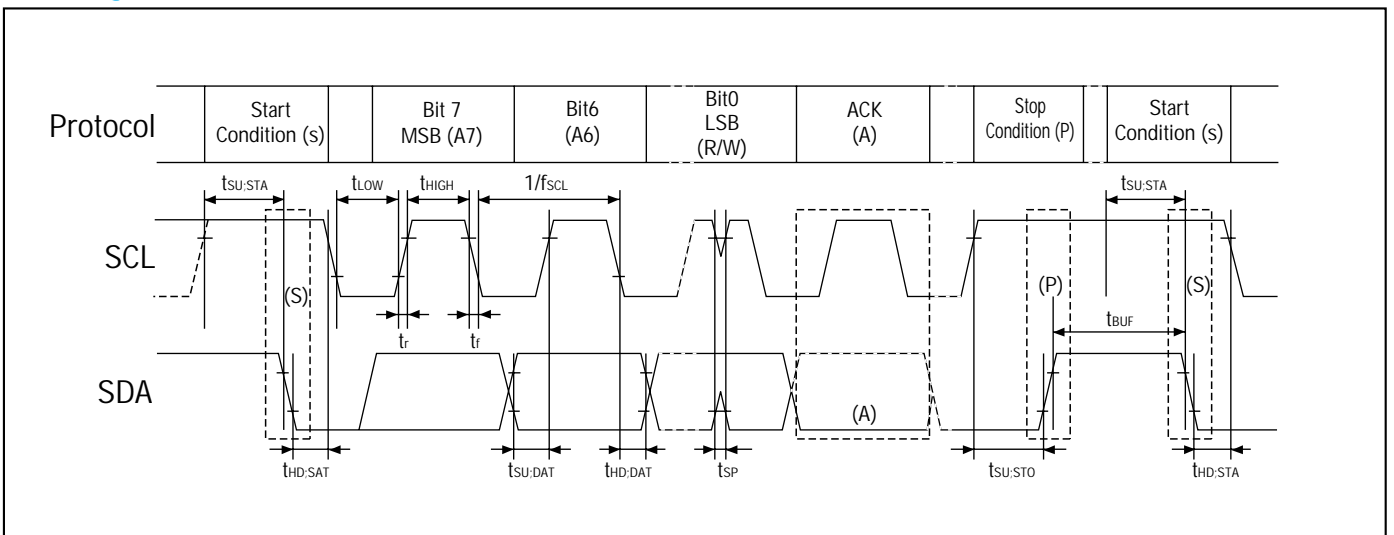 Protocol
Start
Condition (s)
Bit 7
MSB (A7)
Bit6
(A6)
Bit0
LSB
(R/W)
ACK
(A)
Stop
Condition (P)
Start
Condition (s)
tSU;STA
tLOW
tHIGH
1/fSCL
tSU;STA
SCL
(S)
(P)
(S)
tBUF
tr
tf
SDA
(A)
tHD;SAT
tSU;DAT
tHD;DAT
tSP
tSU;STO
tHD;STA